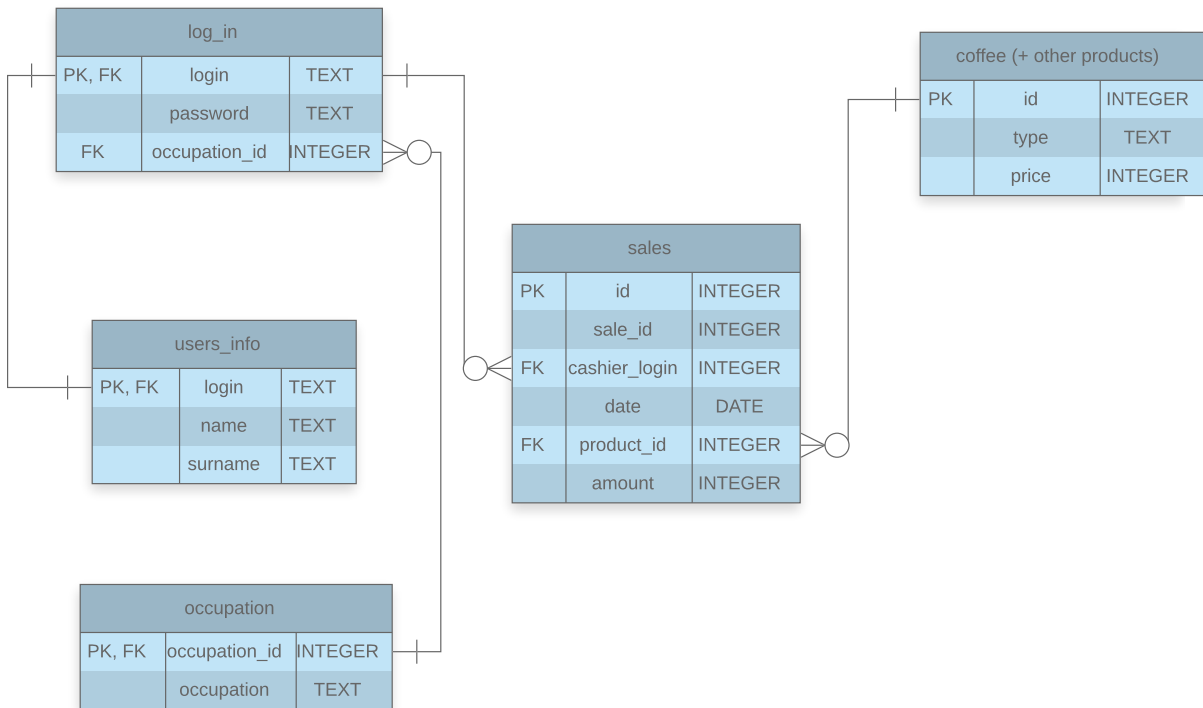 log_in
PK, FK login TEXT
password TEXT
FK occupation_id INTEGER
coffee (+ other products)
PK id INTEGER
type TEXT
price INTEGER
sales
PK id INTEGER
sale_id INTEGER
FK cashier_login INTEGER
date DATE
FK product_id INTEGER
amount INTEGER
users_info
PK, FK login TEXT
name TEXT
surname TEXT
occupation
PK, FK occupation_id INTEGER
occupation TEXT